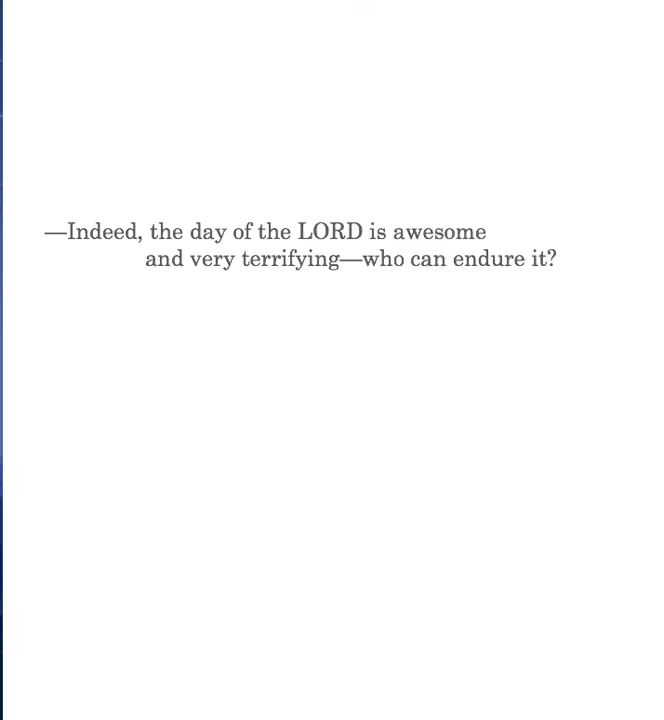 —Indeed, the day of the LORD is awesome
and very terrifying—who can endure it?